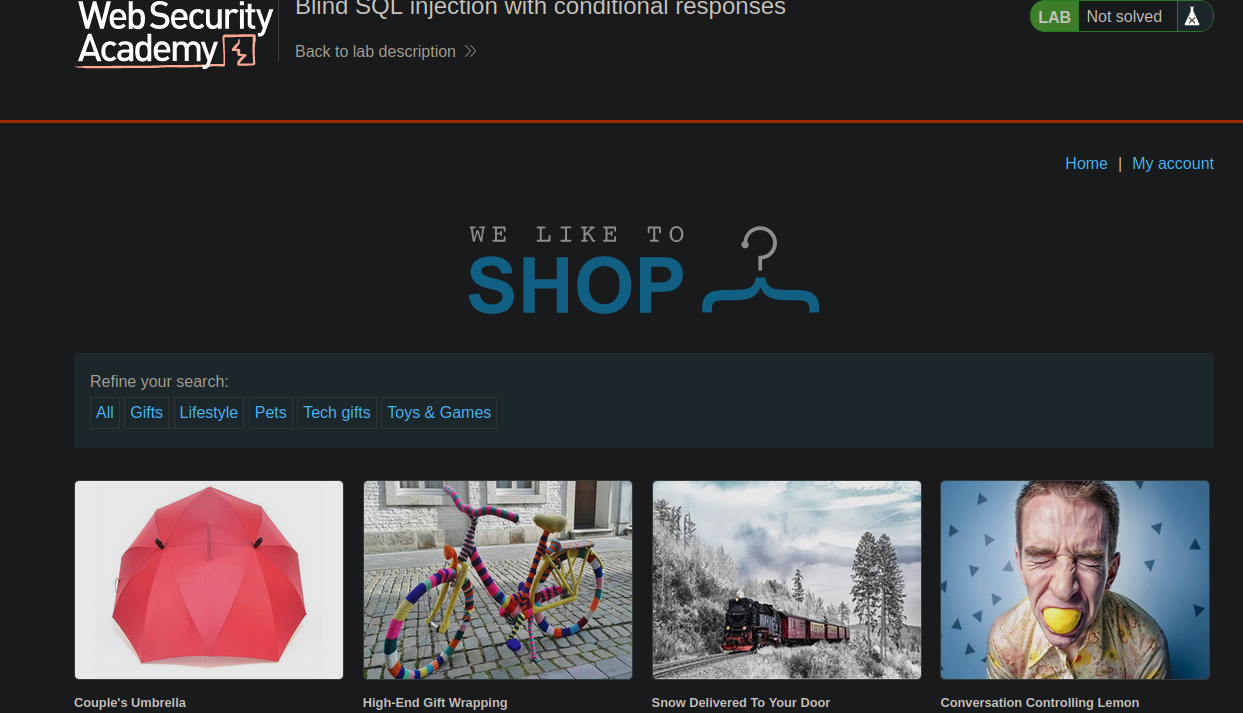 Web Security
Academy
Blind SQL injection with conditional responses
Back to lab description
LAB
Not solved
Home | My account
WE LIKE TO
SHOP
Refine your search:
All
Gifts
Lifestyle
Pets
Tech gifts
Toys & Games
Couple's Umbrella
High-End Gift Wrapping
Snow Delivered To Your Door
Conversation Controlling Lemon